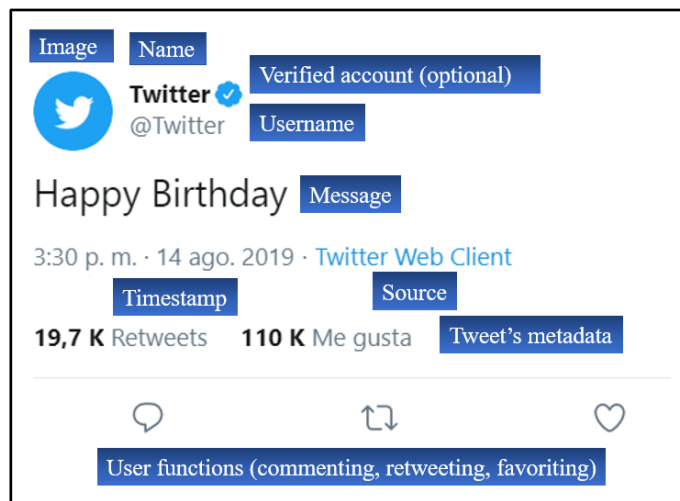 Image Name
Verified account (optional)
Twitter
@Twitter Username
Happy Birthday Message
3:30 p. m. · 14 ago. 2019 · Twitter Web Client
Timestamp Source
19,7 K Retweets 110 K Me gusta Tweet’s metadata
User functions (commenting, retweeting, favoriting)